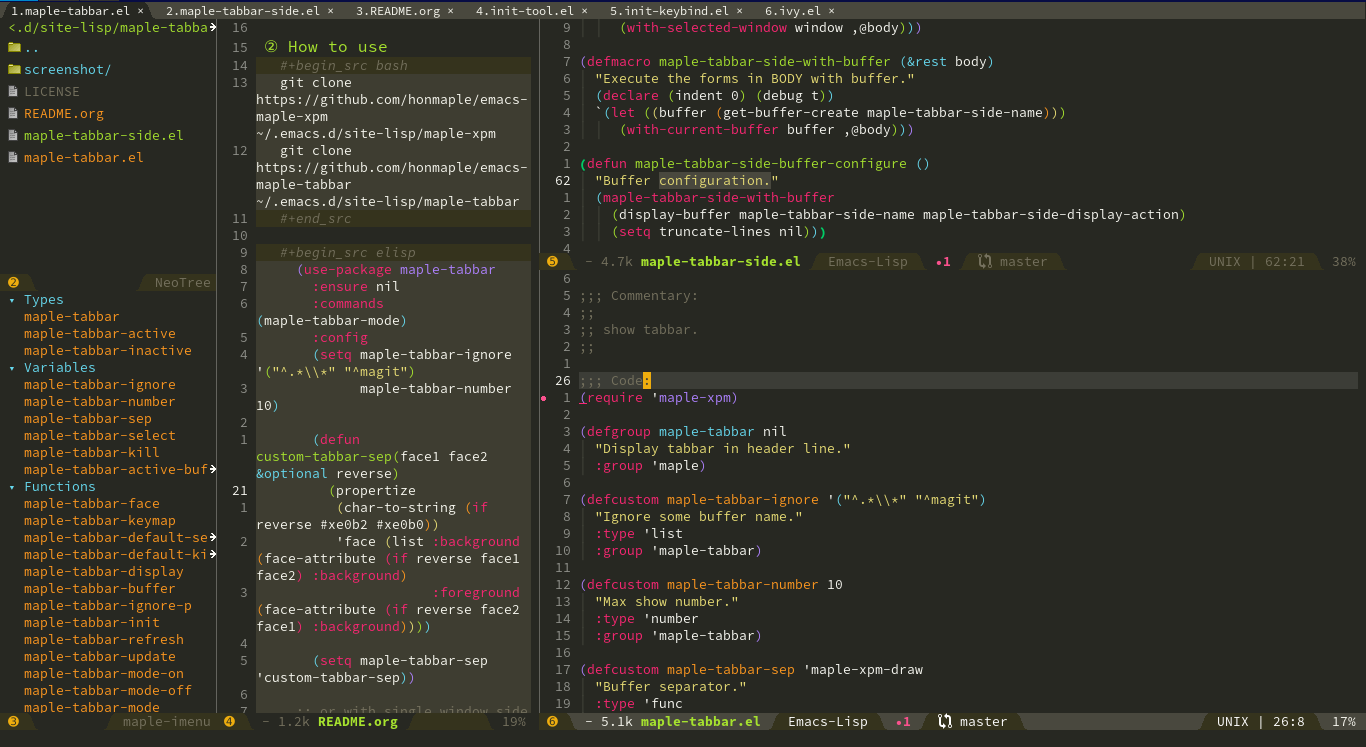 1.maple-tabbar.el × 2.maple-tabbar-side.el × 3.README.org × 4.init-tool.el × 5.init-keybind.el × 6.ivy.el ×
<.d/site-lisp/maple-tabba
..
screenshot/
LICENSE
README.org
maple-tabbar-side.el
maple-tabbar.el
2 NeoTree
▾ Types
maple-tabbar
maple-tabbar-active
maple-tabbar-inactive
▾ Variables
maple-tabbar-ignore
maple-tabbar-number
maple-tabbar-sep
maple-tabbar-select
maple-tabbar-kill
maple-tabbar-active-buf
▾ Functions
maple-tabbar-face
maple-tabbar-keymap
maple-tabbar-default-se
maple-tabbar-default-ki
maple-tabbar-display
maple-tabbar-buffer
maple-tabbar-ignore-p
maple-tabbar-init
maple-tabbar-refresh
maple-tabbar-update
maple-tabbar-mode-on
maple-tabbar-mode-off
maple-tabbar-mode
3 maple-imenu
16
15 ② How to use
14 #+begin_src bash
13 git clone
https://github.com/honmaple/emacs-
maple-xpm
~/.emacs.d/site-lisp/maple-xpm
12 git clone
https://github.com/honmaple/emacs-
maple-tabbar
~/.emacs.d/site-lisp/maple-tabbar
11 #+end_src
10
9 #+begin_src elisp
8 (use-package maple-tabbar
7 :ensure nil
6 :commands
(maple-tabbar-mode)
5 :config
4 (setq maple-tabbar-ignore
'("^.*\\*" "^magit")
3 maple-tabbar-number
10)
2
1 (defun
custom-tabbar-sep(face1 face2
&optional reverse)
21 (propertize
1 (char-to-string (if
reverse #xe0b2 #xe0b0))
2 'face (list :background
(face-attribute (if reverse face1
face2) :background)
3 :foreground
(face-attribute (if reverse face2
face1) :background))))
4
5 (setq maple-tabbar-sep
'custom-tabbar-sep))
6
7 ;; or with single window side
4 - 1.2k README.org 19%
9 (with-selected-window window ,@body)))
8
7 (defmacro maple-tabbar-side-with-buffer (&rest body)
6 "Execute the forms in BODY with buffer."
5 (declare (indent 0) (debug t))
4 `(let ((buffer (get-buffer-create maple-tabbar-side-name)))
3 (with-current-buffer buffer ,@body)))
2
1 (defun maple-tabbar-side-buffer-configure ()
62 "Buffer configuration."
1 (maple-tabbar-side-with-buffer
2 (display-buffer maple-tabbar-side-name maple-tabbar-side-display-action)
3 (setq truncate-lines nil)))
4
5 - 4.7k maple-tabbar-side.el Emacs-Lisp •1 master UNIX | 62:21 38%
6
5 ;;; Commentary:
4 ;;
3 ;; show tabbar.
2 ;;
1
26 ;;; Code:
1 (require 'maple-xpm)
2
3 (defgroup maple-tabbar nil
4 "Display tabbar in header line."
5 :group 'maple)
6
7 (defcustom maple-tabbar-ignore '("^.*\\*" "^magit")
8 "Ignore some buffer name."
9 :type 'list
10 :group 'maple-tabbar)
11
12 (defcustom maple-tabbar-number 10
13 "Max show number."
14 :type 'number
15 :group 'maple-tabbar)
16
17 (defcustom maple-tabbar-sep 'maple-xpm-draw
18 "Buffer separator."
19 :type 'func
6 - 5.1k maple-tabbar.el Emacs-Lisp •1 master UNIX | 26:8 17%